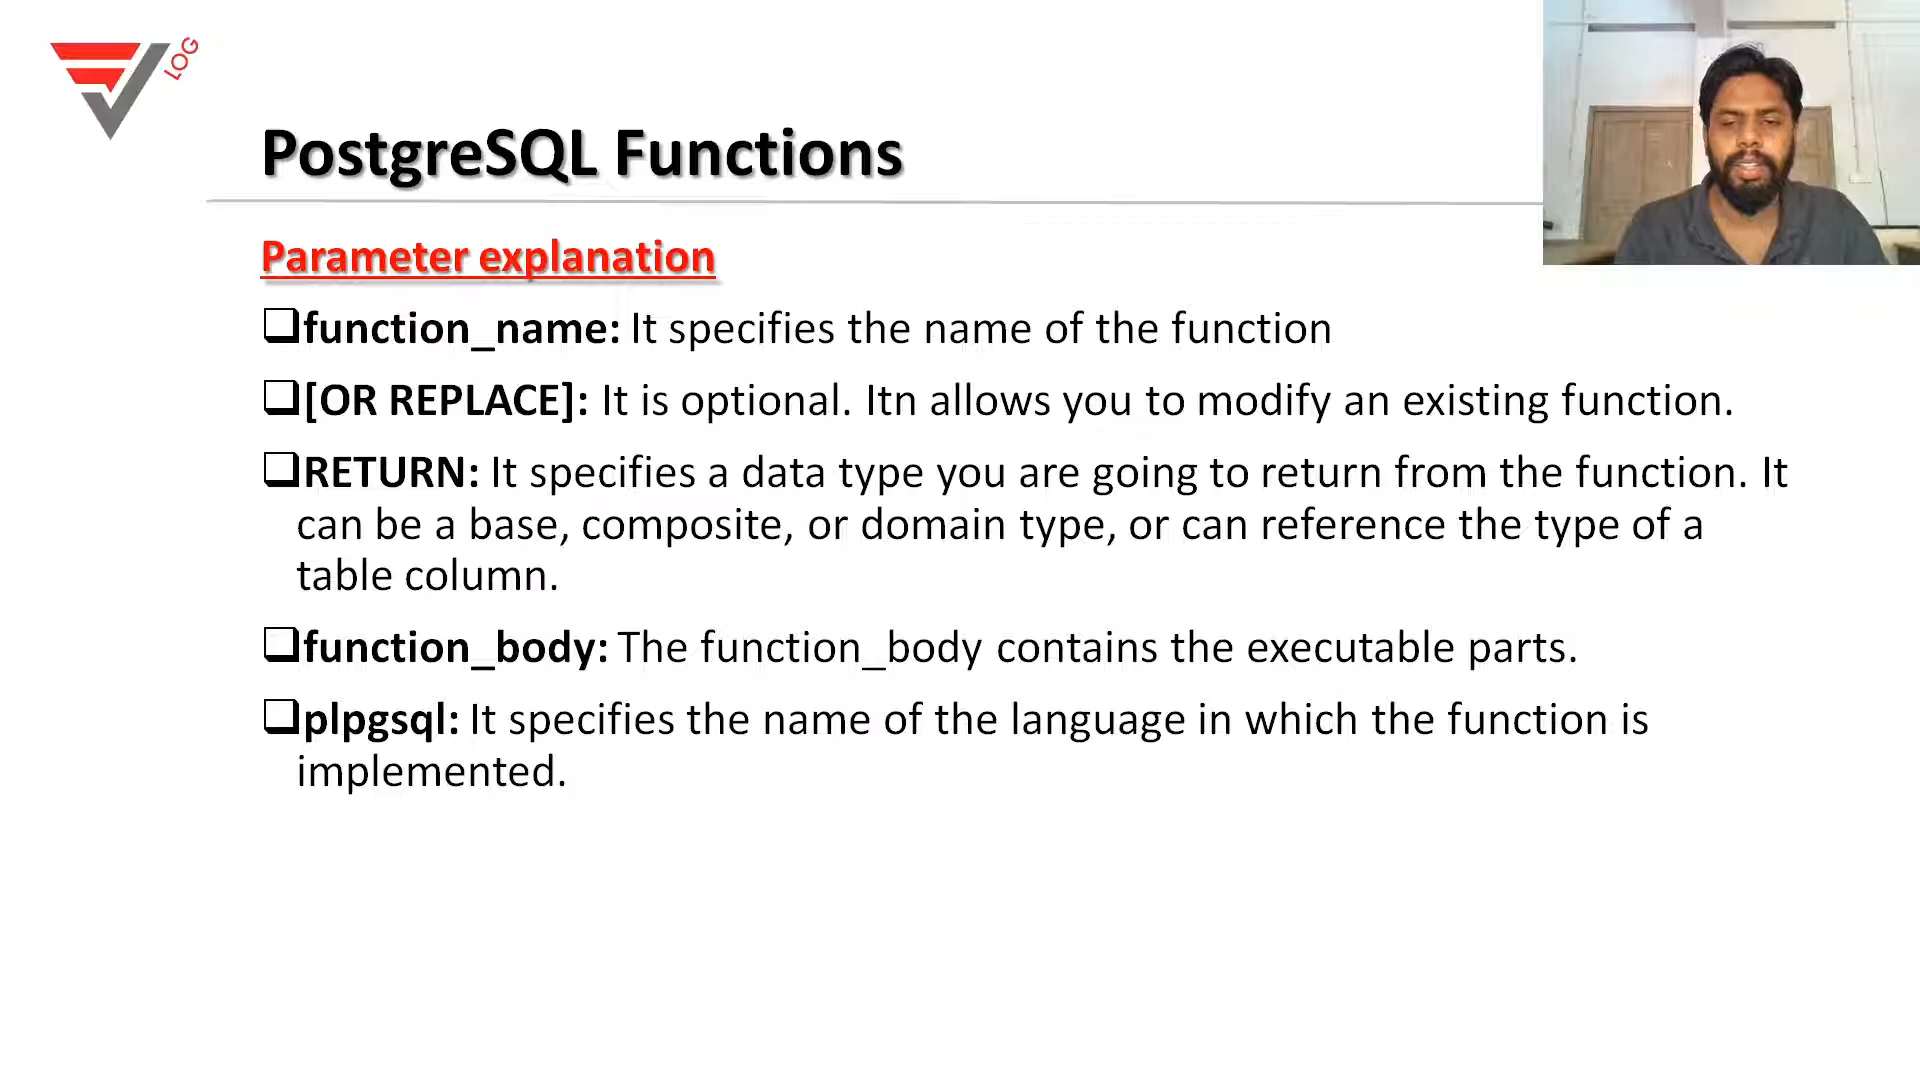 LOG
PostgreSQL Functions
Parameter explanation
function_name: It specifies the name of the function
[OR REPLACE]: It is optional. Itn allows you to modify an existing function.
RETURN: It specifies a data type you are going to return from the function. It
can be a base, composite, or domain type, or can reference the type of a
table column.
function_body: The function_body contains the executable parts.
plpgsql: It specifies the name of the language in which the function is
implemented.